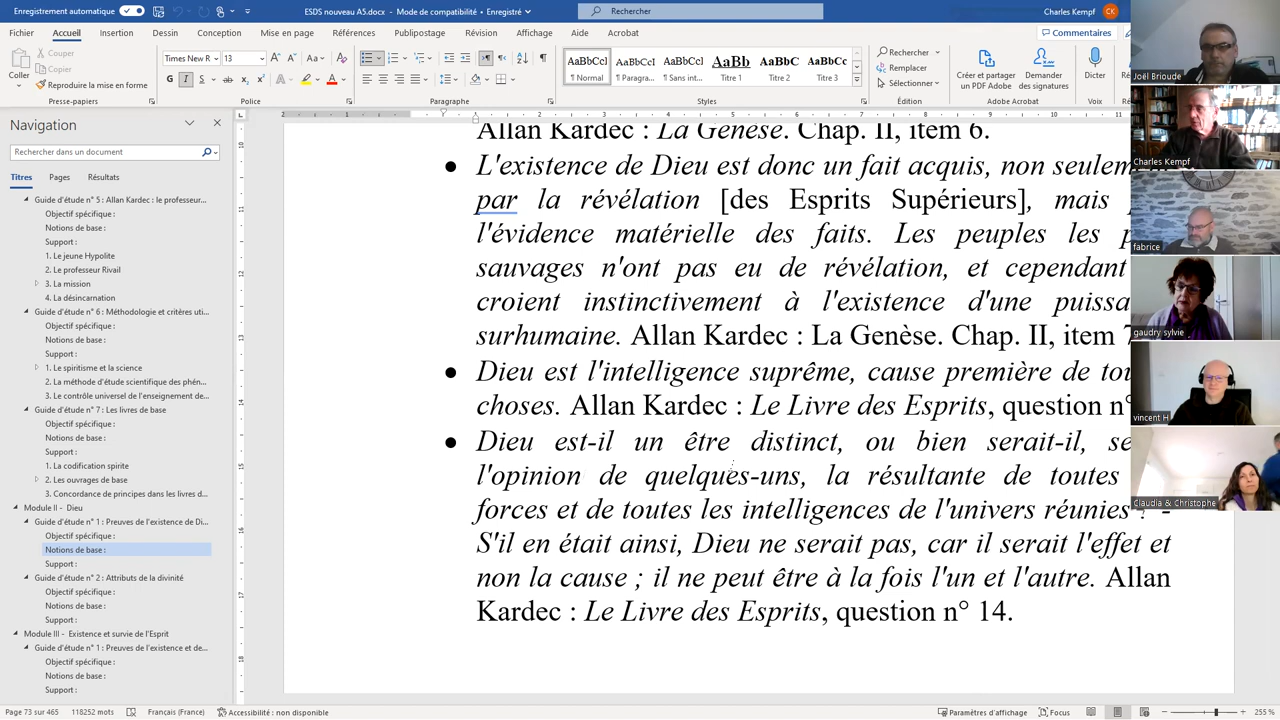 Enregistrement automatique
ESDS nouveau A5.docx - Mode de compatibilité - Enregistré
Rechercher
Charles Kempf
CK
Fichier Accueil Insertion Dessin Conception Mise en page Références Publipostage Révision Affichage Aide Acrobat
Commentaires
Coller
Couper
Copier
Reproduire la mise en forme
Presse-papiers
Times New R 13
G I S ab x
Police
Paragraphe
AaBbCcI AaBbCcI AaBbCcI AaBb AaBbC AaBbCc
¶ Normal ¶ Paragra... ¶ Sans int... Titre 1 Titre 2 Titre 3
Styles
Rechercher
Remplacer
Sélectionner
Édition
Créer et partager
un PDF Adobe
Demander
des signatures
Adobe Acrobat
Dicter
Voix
Navigation
Rechercher dans un document
Titres Pages Résultats
Guide d'étude n° 5 : Allan Kardec : le professeur...
Objectif spécifique :
Notions de base :
Support :
1. Le jeune Hypolite
2. Le professeur Rivail
3. La mission
4. La désincarnation
Guide d'étude n° 6 : Méthodologie et critères uti...
Objectif spécifique :
Notions de base :
Support :
1. Le spiritisme et la science
2. La méthode d'étude scientifique des phén...
3. Le contrôle universel de l'enseignement de...
Guide d'étude n° 7 : Les livres de base
Objectif spécifique :
Notions de base :
Support :
1. La codification spirite
2. Les ouvrages de base
3. Concordance de principes dans les livres d...
Module II - Dieu
Guide d'étude n° 1 : Preuves de l'existence de Di...
Objectif spécifique :
Notions de base :
Support :
Guide d'étude n° 2 : Attributs de la divinité
Objectif spécifique :
Notions de base :
Support :
Module III - Existence et survie de l'Esprit
Guide d'étude n° 1 : Preuves de l'existence et de...
Objectif spécifique :
Notions de base :
Support :
Allan Kardec : La Genèse. Chap. II, item 6.
● L'existence de Dieu est donc un fait acquis, non seulem
par la révélation [des Esprits Supérieurs], mais p
l'évidence matérielle des faits. Les peuples les p
sauvages n'ont pas eu de révélation, et cependant
croient instinctivement à l'existence d'une puissa
surhumaine. Allan Kardec : La Genèse. Chap. II, item 7
● Dieu est l'intelligence suprême, cause première de tou
choses. Allan Kardec : Le Livre des Esprits, question n°
● Dieu est-il un être distinct, ou bien serait-il, se
l'opinion de quelques-uns, la résultante de toutes
forces et de toutes les intelligences de l'univers réunies ? -
S'il en était ainsi, Dieu ne serait pas, car il serait l'effet et
non la cause ; il ne peut être à la fois l'un et l'autre. Allan
Kardec : Le Livre des Esprits, question n° 14.
Joël Brioude
Charles Kempf
fabrice
gaudry sylvie
vincent H
Claudia & Christophe
Page 73 sur 465 118252 mots Français (France) Accessibilité : non disponible
Paramètres d'affichage Focus 255 %